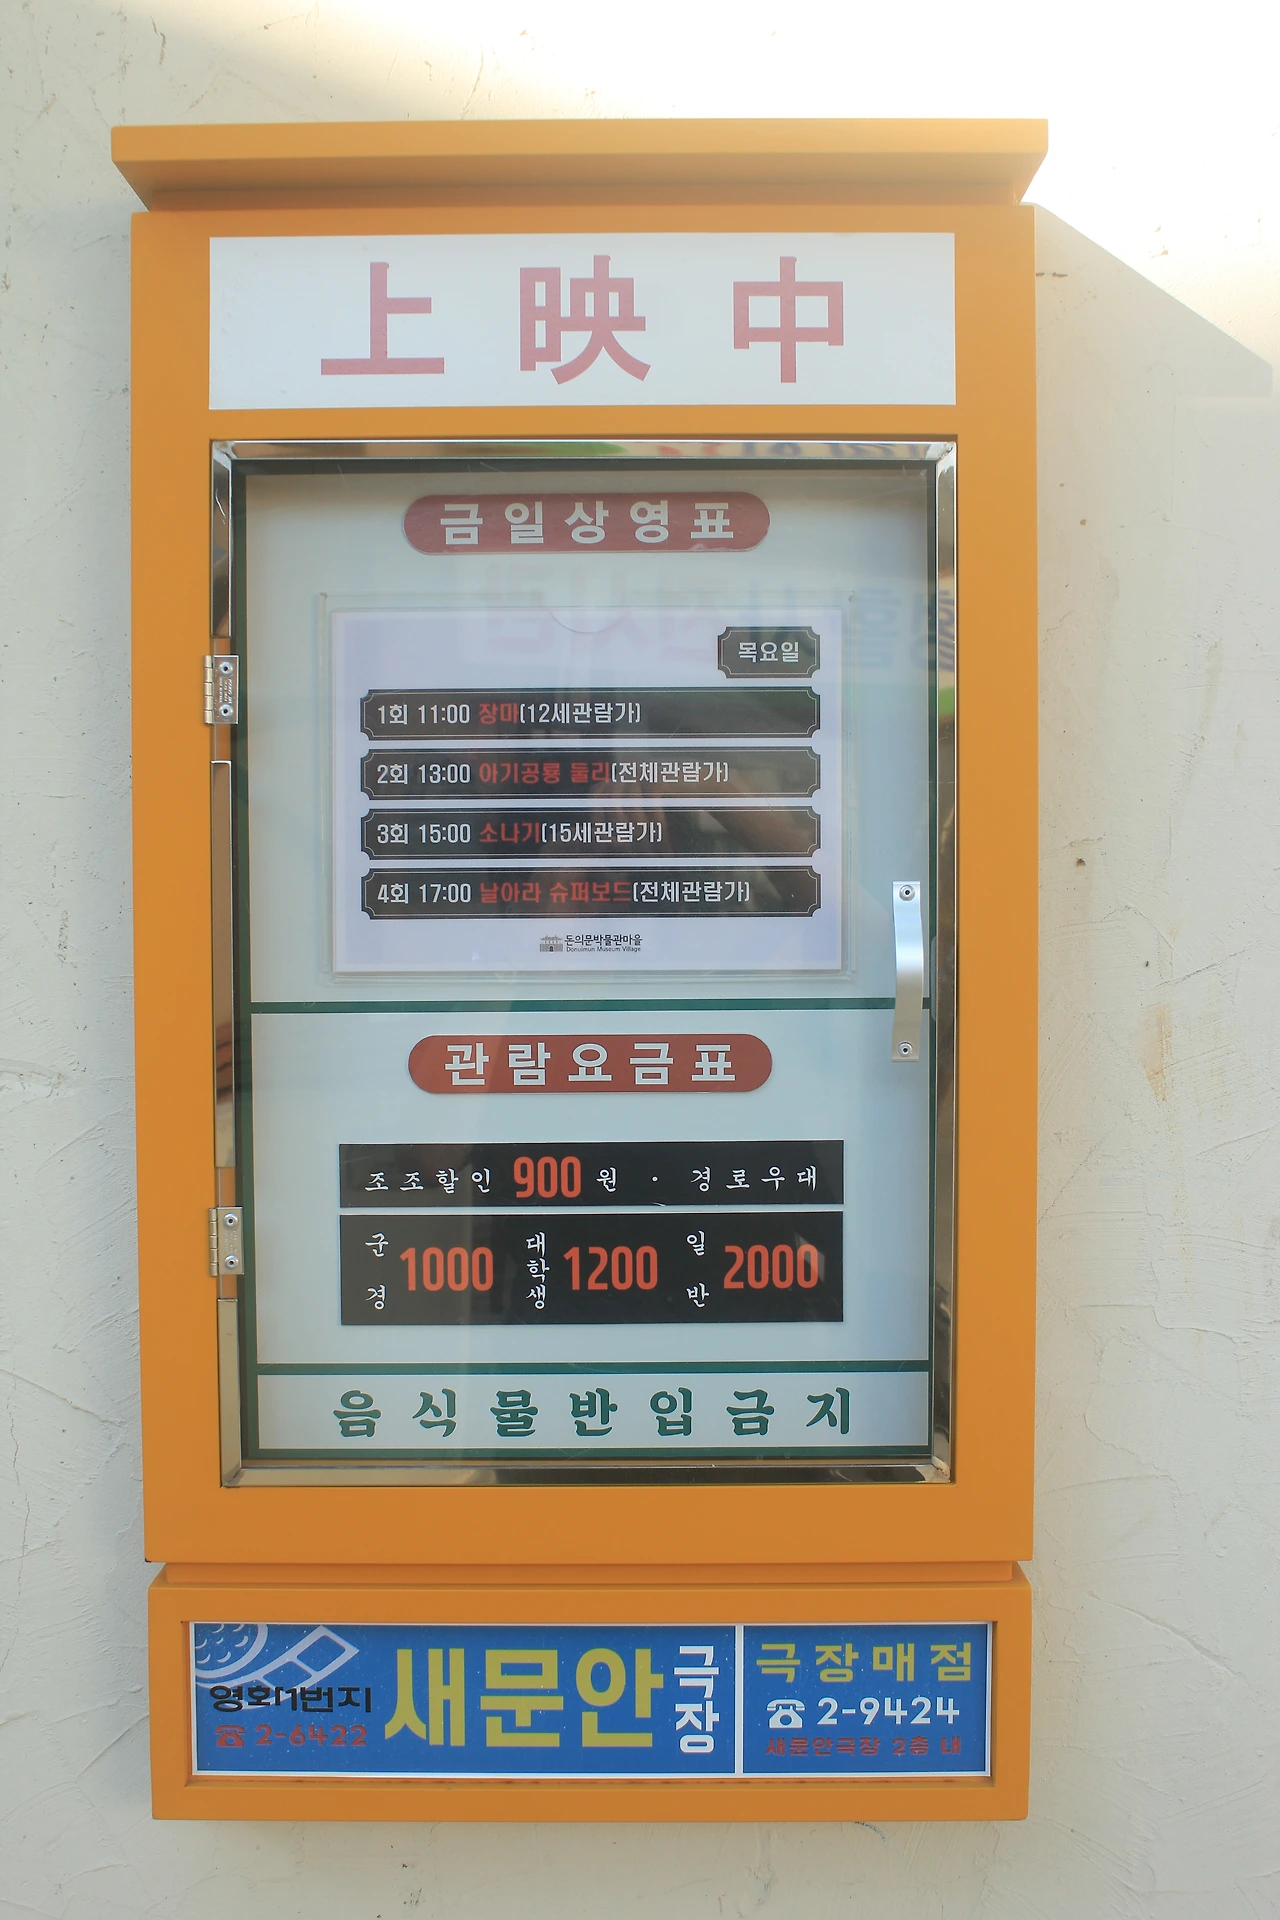 上映中
금일상영표
목요일
1회 11:00 장마(12세관람가)
2회 13:00 아기공룡 둘리(전체관람가)
3회 15:00 소나기(15세관람가)
4회 17:00 날아라 슈퍼보드(전체관람가)
돈의문박물관마을
Donuimun Museum Village
관람요금표
조조할인 900원 · 경로우대
군경 1000 대학생 1200 일반 2000
음식물반입금지
영화1번지
☎ 2-6422
새문안 극장
극장매점
☎ 2-9424
새문안극장 2층 내